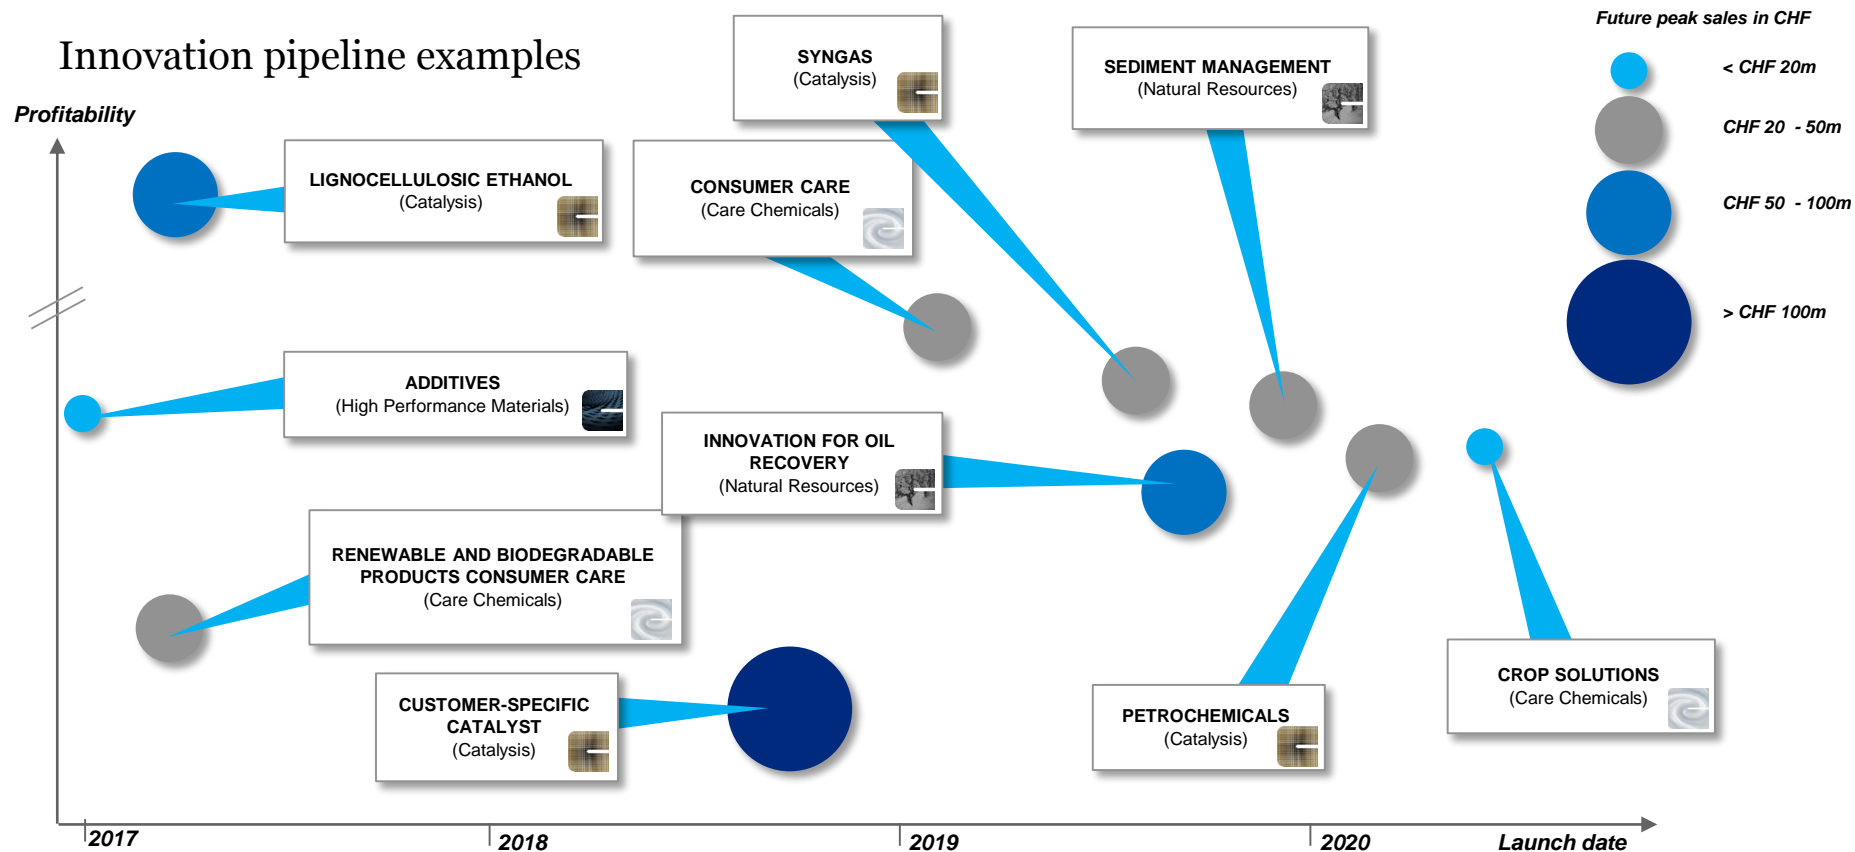 Innovation pipeline examples
Future peak sales in CHF
< CHF 20m
CHF 20 - 50m
CHF 50 - 100m
> CHF 100m
Profitability
SYNGAS
(Catalysis)
SEDIMENT MANAGEMENT
(Natural Resources)
LIGNOCELLULOSIC ETHANOL
(Catalysis)
CONSUMER CARE
(Care Chemicals)
ADDITIVES
(High Performance Materials)
INNOVATION FOR OIL
RECOVERY
(Natural Resources)
RENEWABLE AND BIODEGRADABLE
PRODUCTS CONSUMER CARE
(Care Chemicals)
CUSTOMER-SPECIFIC
CATALYST
(Catalysis)
PETROCHEMICALS
(Catalysis)
CROP SOLUTIONS
(Care Chemicals)
2017
2018
2019
2020
Launch date